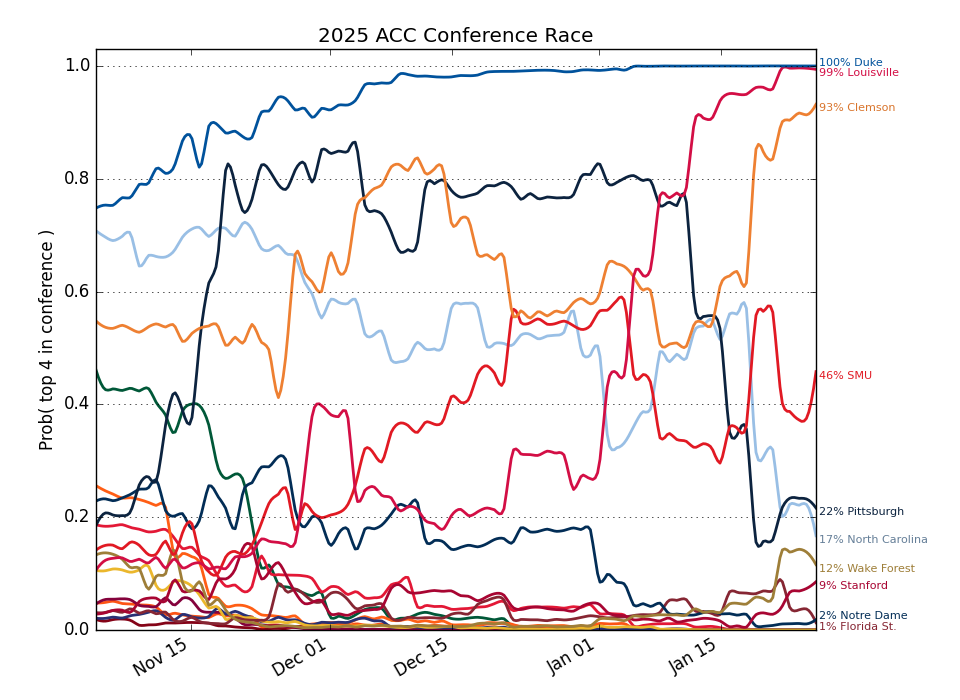 2025 ACC Conference Race
Prob( top 4 in conference )
1.0
0.8
0.6
0.4
0.2
0.0
Nov 15
Dec 01
Dec 15
Jan 01
Jan 15
100% Duke
99% Louisville
93% Clemson
46% SMU
22% Pittsburgh
17% North Carolina
12% Wake Forest
9% Stanford
2% Notre Dame
1% Florida St.